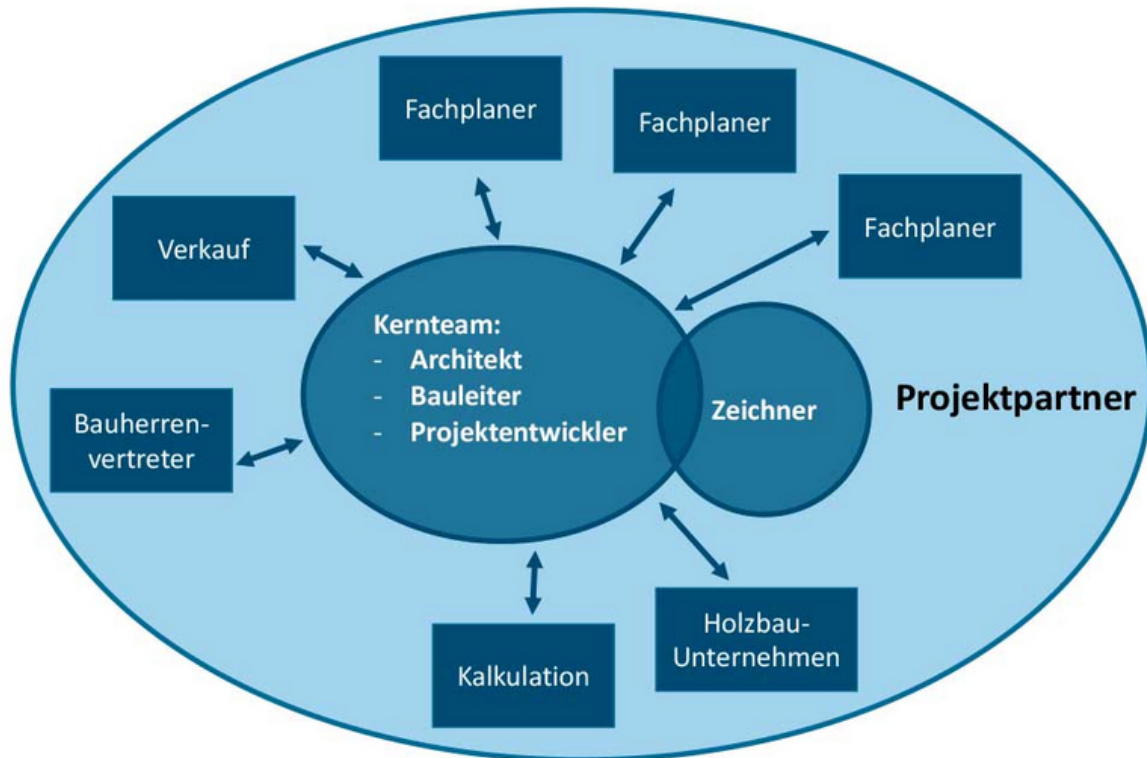 Fachplaner
Fachplaner
Fachplaner
Verkauf
Kernteam:
- Architekt
- Bauleiter
- Projektentwickler
Zeichner
Projektpartner
Bauherren-
vertreter
Holzbau-
Unternehmen
Kalkulation